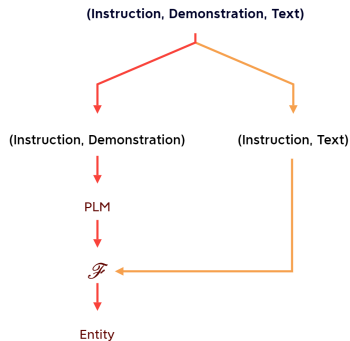 (Instruction, Demonstration, Text)
(Instruction, Demonstration) (Instruction, Text)
PLM
ℱ
Entity